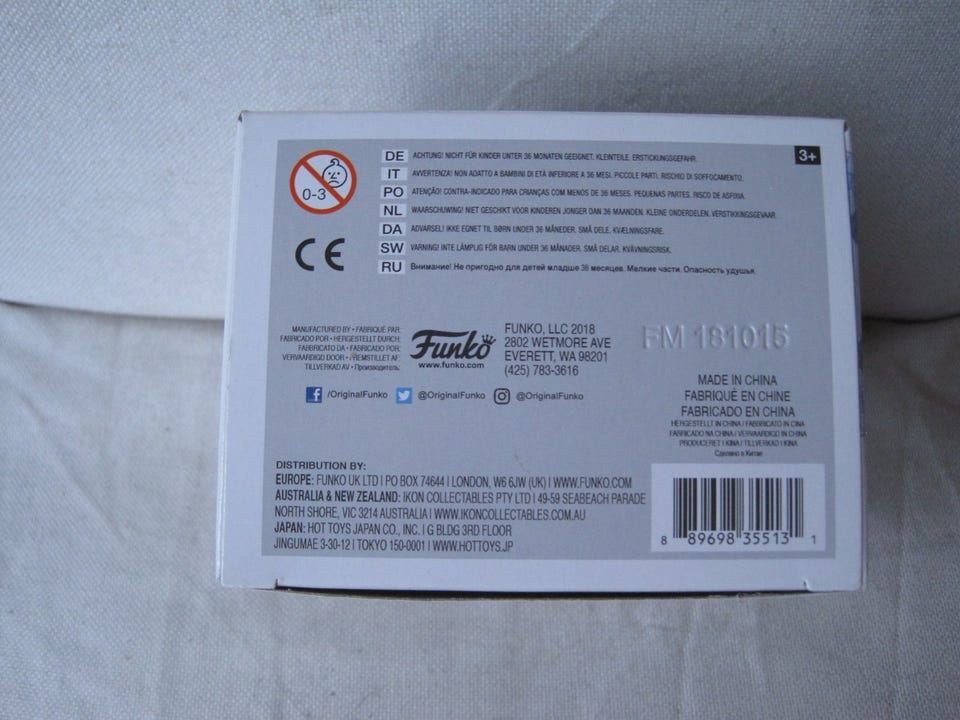 0-3
CE
3+
DE ACHTUNG! NICHT FÜR KINDER UNTER 36 MONATEN GEEIGNET. KLEINTEILE. ERSTICKUNGSGEFAHR.
IT AVVERTENZA! NON ADATTO A BAMBINI DI ETÀ INFERIORE A 36 MESI. PICCOLE PARTI. RISCHIO DI SOFFOCAMENTO.
PO ATENÇÃO! CONTRA-INDICADO PARA CRIANÇAS COM MENOS DE 36 MESES. PEQUENAS PARTES. RISCO DE ASFIXIA.
NL WAARSCHUWING! NIET GESCHIKT VOOR KINDEREN JONGER DAN 36 MAANDEN. KLEINE ONDERDELEN. VERSTIKKINGSGEVAAR.
DA ADVARSEL! IKKE EGNET TIL BØRN UNDER 36 MÅNEDER. SMÅ DELE. KVÆLNINGSFARE.
SW VARNING! INTE LÄMPLIG FÖR BARN UNDER 36 MÅNADER. SMÅ DELAR. KVÄVNINGSRISK.
RU Внимание! Не пригодно для детей младше 36 месяцев. Мелкие части. Опасность удушья.
MANUFACTURED BY • FABRIQUÉ PAR:
FABRICADO POR • HERGESTELLT DURCH:
FABBRICATO DA • FABRICADO POR:
VERVAARDIGD DOOR • FREMSTILLET AF:
TILLVERKAD AV • Производитель:
Funko
www.funko.com
FUNKO, LLC 2018
2802 WETMORE AVE
EVERETT, WA 98201
(425) 783-3616
FM 181015
/OriginalFunko @OriginalFunko @OriginalFunko
MADE IN CHINA
FABRIQUÉ EN CHINE
FABRICADO EN CHINA
HERGESTELLT IN CHINA / FABBRICATO IN CINA
FABRICADO NA CHINA / VERVAARDIGD IN CHINA
PRODUCERET I KINA / TILLVERKAD I KINA
Сделано в Китае
DISTRIBUTION BY:
EUROPE: FUNKO UK LTD I PO BOX 74644 I LONDON, W6 6JW (UK) I WWW.FUNKO.COM
AUSTRALIA & NEW ZEALAND: IKON COLLECTABLES PTY LTD I 49-59 SEABEACH PARADE
NORTH SHORE, VIC 3214 AUSTRALIA I WWW.IKONCOLLECTABLES.COM.AU
JAPAN: HOT TOYS JAPAN CO., INC. I G BLDG 3RD FLOOR
JINGUMAE 3-30-12 I TOKYO 150-0001 I WWW.HOTTOYS.JP
8 89698 35513 1